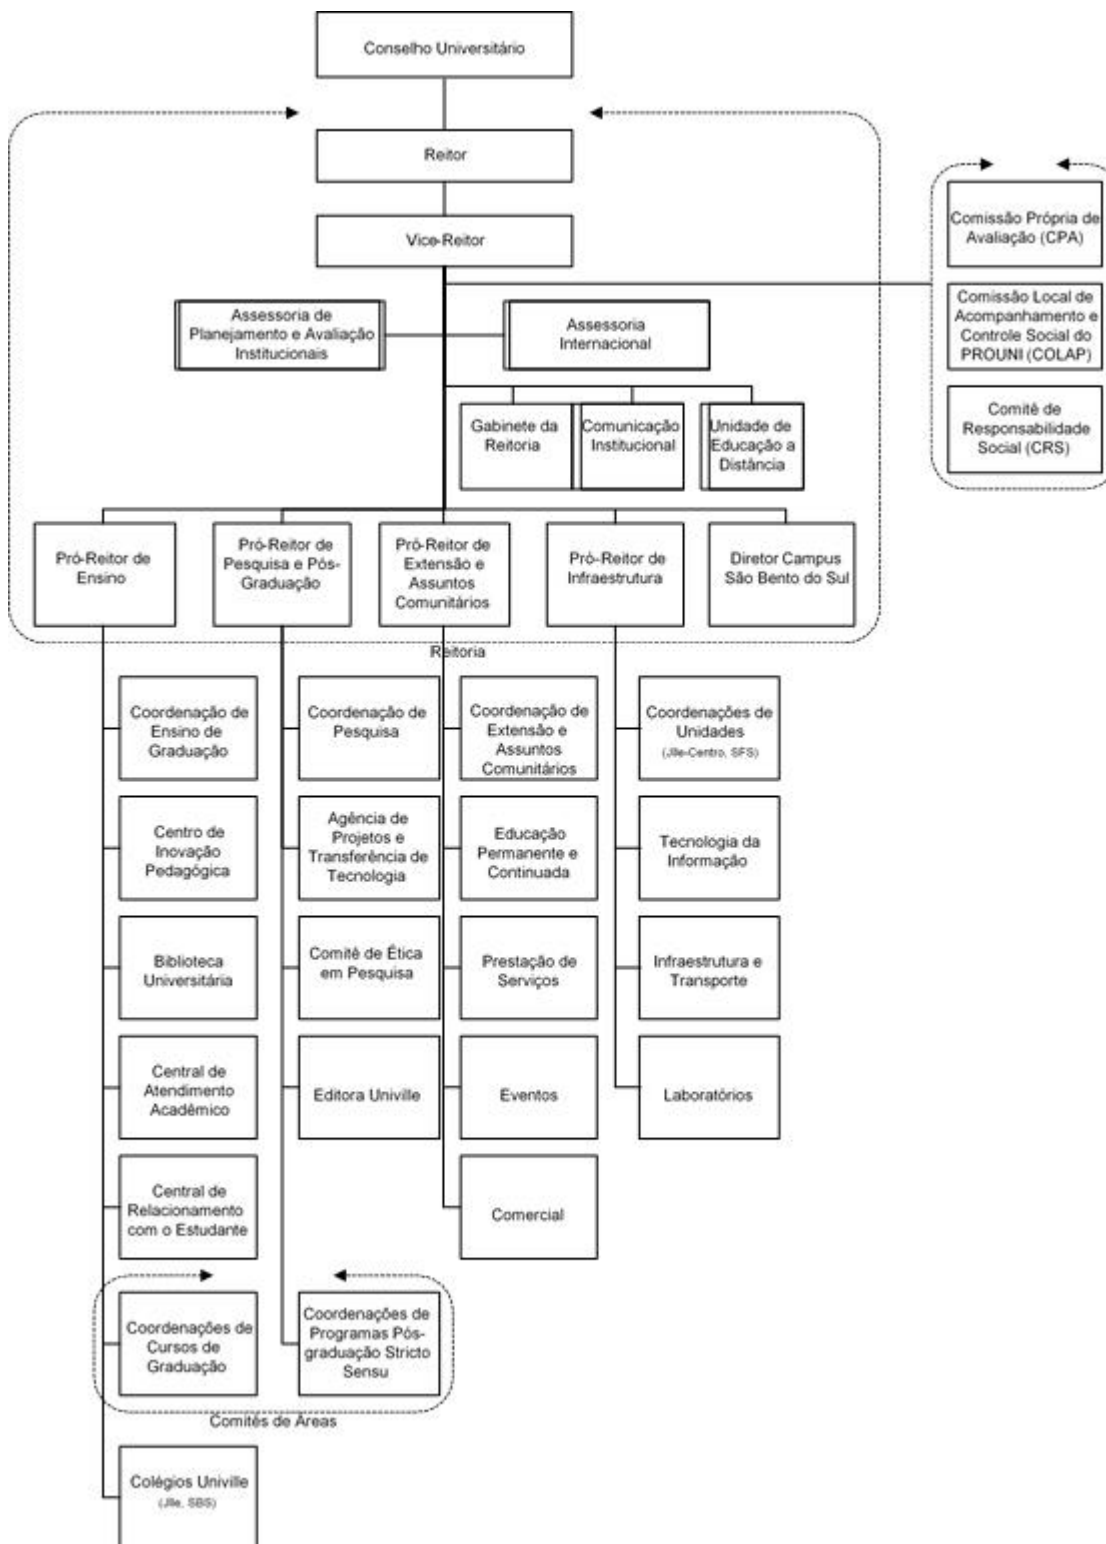 Conselho Universitário
Reitor
Vice-Reitor
Comissão Própria de
Avaliação (CPA)
Comissão Local de
Acompanhamento e
Controle Social do
PROUNI (COLAP)
Comitê de
Responsabilidade
Social (CRS)
Assessoria de
Planejamento e Avaliação
Institucionais
Assessoria
Internacional
Gabinete da
Reitoria
Comunicação
Institucional
Unidade de
Educação a
Distância
Pró-Reitor de
Ensino
Pró-Reitor de
Pesquisa e Pós-
Graduação
Pró-Reitor de
Extensão e
Assuntos
Comunitários
Pró-Reitor de
Infraestrutura
Diretor Campus
São Bento do Sul
Reitoria
Coordenação de
Ensino de
Graduação
Coordenação de
Pesquisa
Coordenação de
Extensão e
Assuntos
Comunitários
Coordenações de
Unidades
(Jlle-Centro, SFS)
Centro de
Inovação
Pedagógica
Agência de
Projetos e
Transferência de
Tecnologia
Educação
Permanente e
Continuada
Tecnologia da
Informação
Biblioteca
Universitária
Comitê de Ética
em Pesquisa
Prestação de
Serviços
Infraestrutura e
Transporte
Central de
Atendimento
Acadêmico
Editora Univille
Eventos
Laboratórios
Central de
Relacionamento
com o Estudante
Comercial
Coordenações de
Cursos de
Graduação
Coordenações de
Programas Pós-
graduação Stricto
Sensu
Comitês de Áreas
Colégios Univille
(Jlle, SBS)